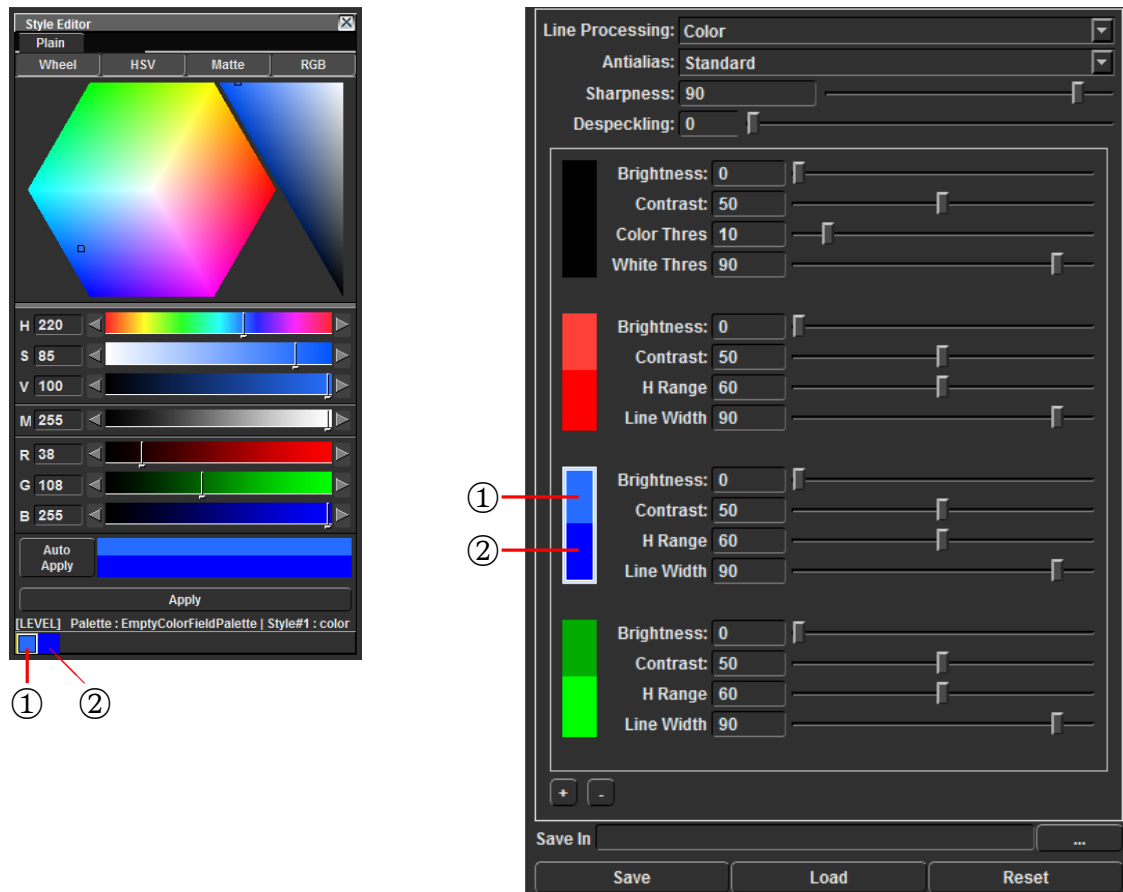 Style Editor
Plain
Wheel HSV Matte RGB
H 220
S 85
V 100
M 255
R 38
G 108
B 255
Auto
Apply
Apply
[LEVEL] Palette : EmptyColorFieldPalette | Style#1 : color
① ②
Line Processing: Color
Antialias: Standard
Sharpness: 90
Despeckling: 0
Brightness: 0
Contrast: 50
Color Thres 10
White Thres 90
Brightness: 0
Contrast: 50
H Range 60
Line Width 90
① Brightness: 0
Contrast: 50
② H Range 60
Line Width 90
Brightness: 0
Contrast: 50
H Range 60
Line Width 90
+ -
Save In ...
Save Load Reset